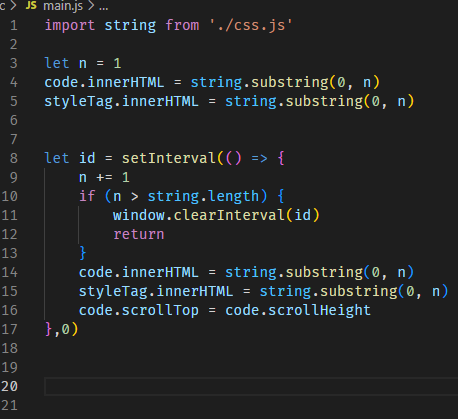 c > JS main.js > ...
1 import string from './css.js'
2
3 let n = 1
4 code.innerHTML = string.substring(0, n)
5 styleTag.innerHTML = string.substring(0, n)
6
7
8 let id = setInterval(() => {
9     n += 1
10     if (n > string.length) {
11         window.clearInterval(id)
12         return
13     }
14     code.innerHTML = string.substring(0, n)
15     styleTag.innerHTML = string.substring(0, n)
16     code.scrollTop = code.scrollHeight
17 },0)
18
19
20
21